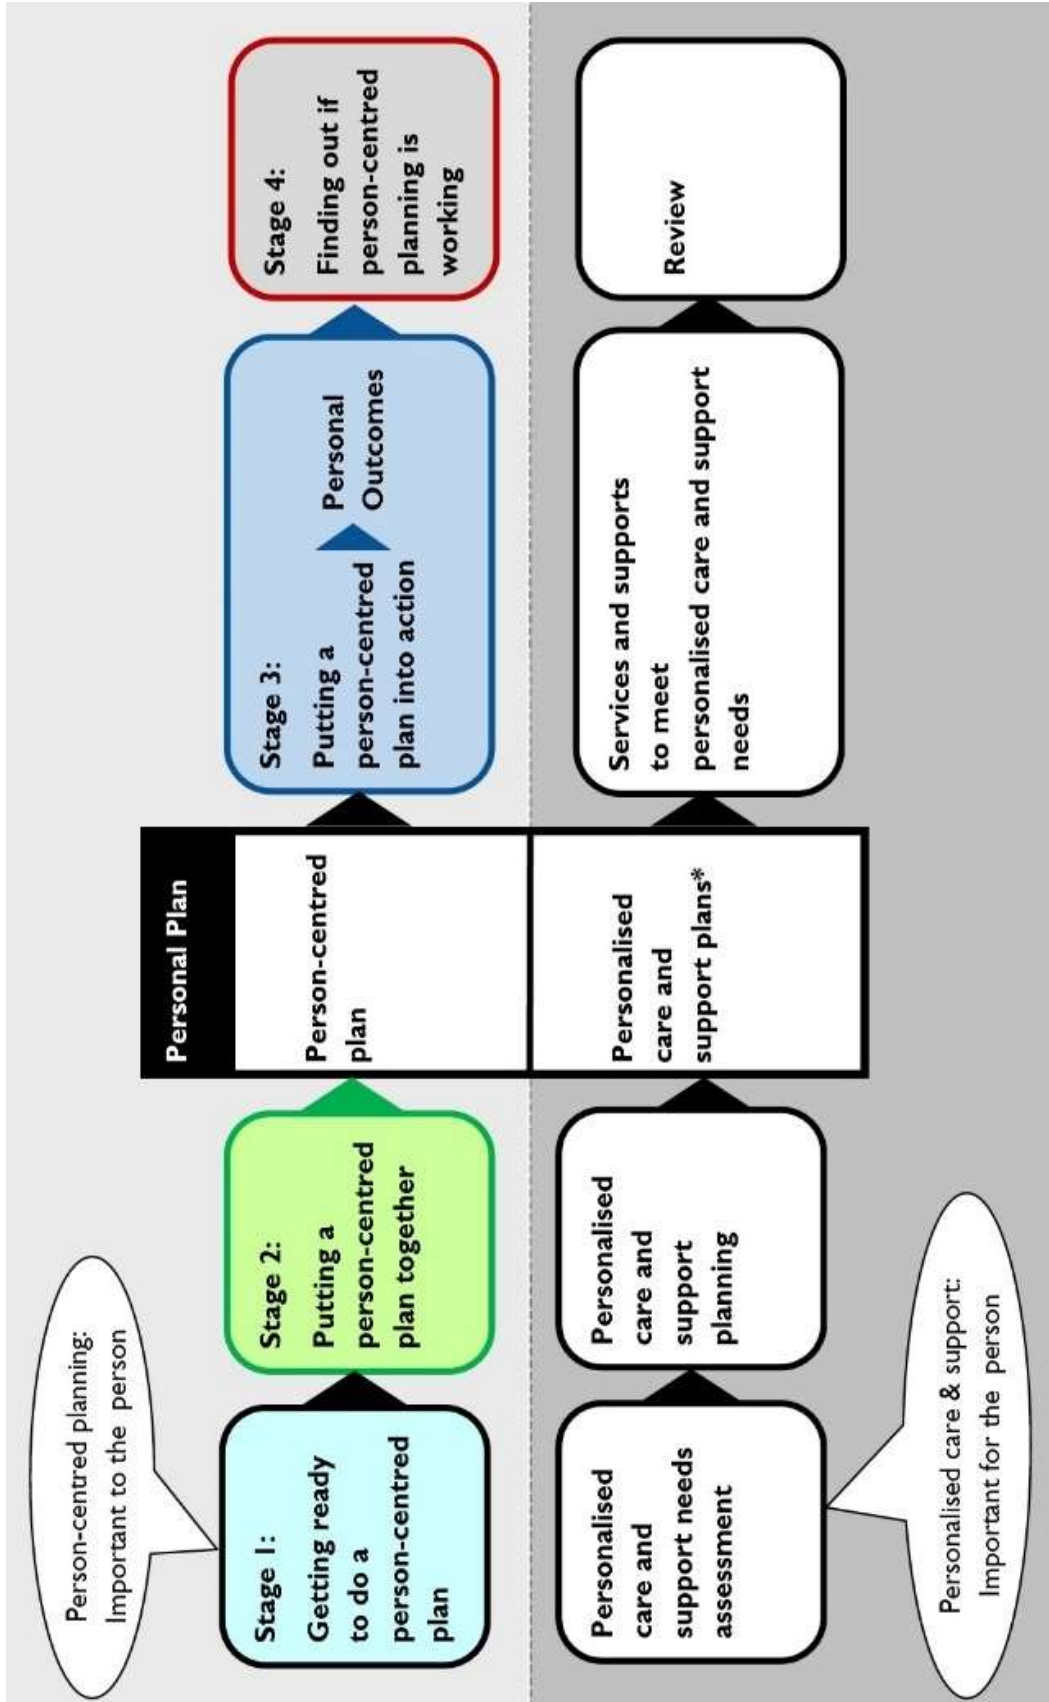 Person-centred planning:
Important to the person
Stage 1:
Getting ready
to do a
person-centred
plan
Stage 2:
Putting a
person-centred
plan together
Personal Plan
Person-centred
plan
Stage 3:
Putting a
person-centred
plan into action
Personal
Outcomes
Stage 4:
Finding out if
person-centred
planning is
working
Personalised
care and
support needs
assessment
Personalised
care and
support
planning
Personalised
care and
support plans*
Services and supports
to meet
personalised care and support
needs
Review
Personalised care & support:
Important for the person